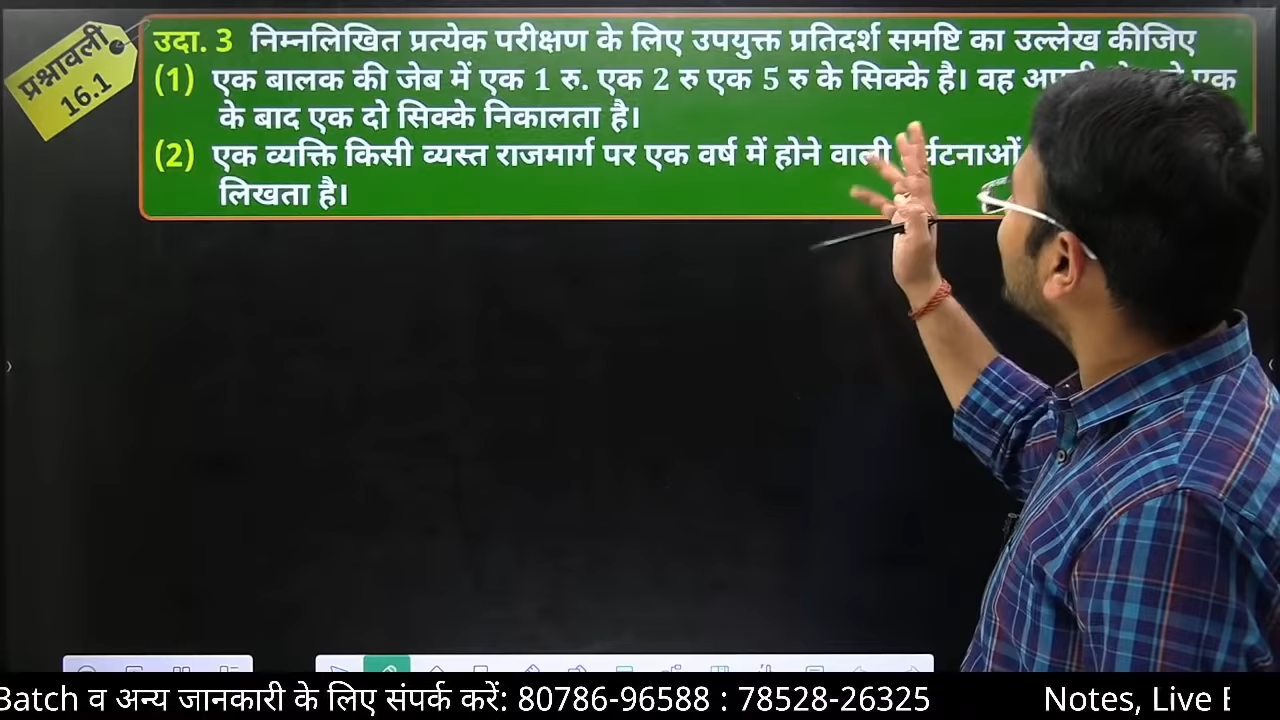 प्रश्नावली
16.1
उदा. 3 निम्नलिखित प्रत्येक परीक्षण के लिए उपयुक्त प्रतिदर्श समष्टि का उल्लेख कीजिए
(1) एक बालक की जेब में एक 1 रु. एक 2 रु एक 5 रु के सिक्के है। वह एक
के बाद एक दो सिक्के निकालता है।
(2) एक व्यक्ति किसी व्यस्त राजमार्ग पर एक वर्ष में होने वाली
लिखता है।
Batch व अन्य जानकारी के लिए संपर्क करें: 80786-96588 : 78528-26325 Notes, Live